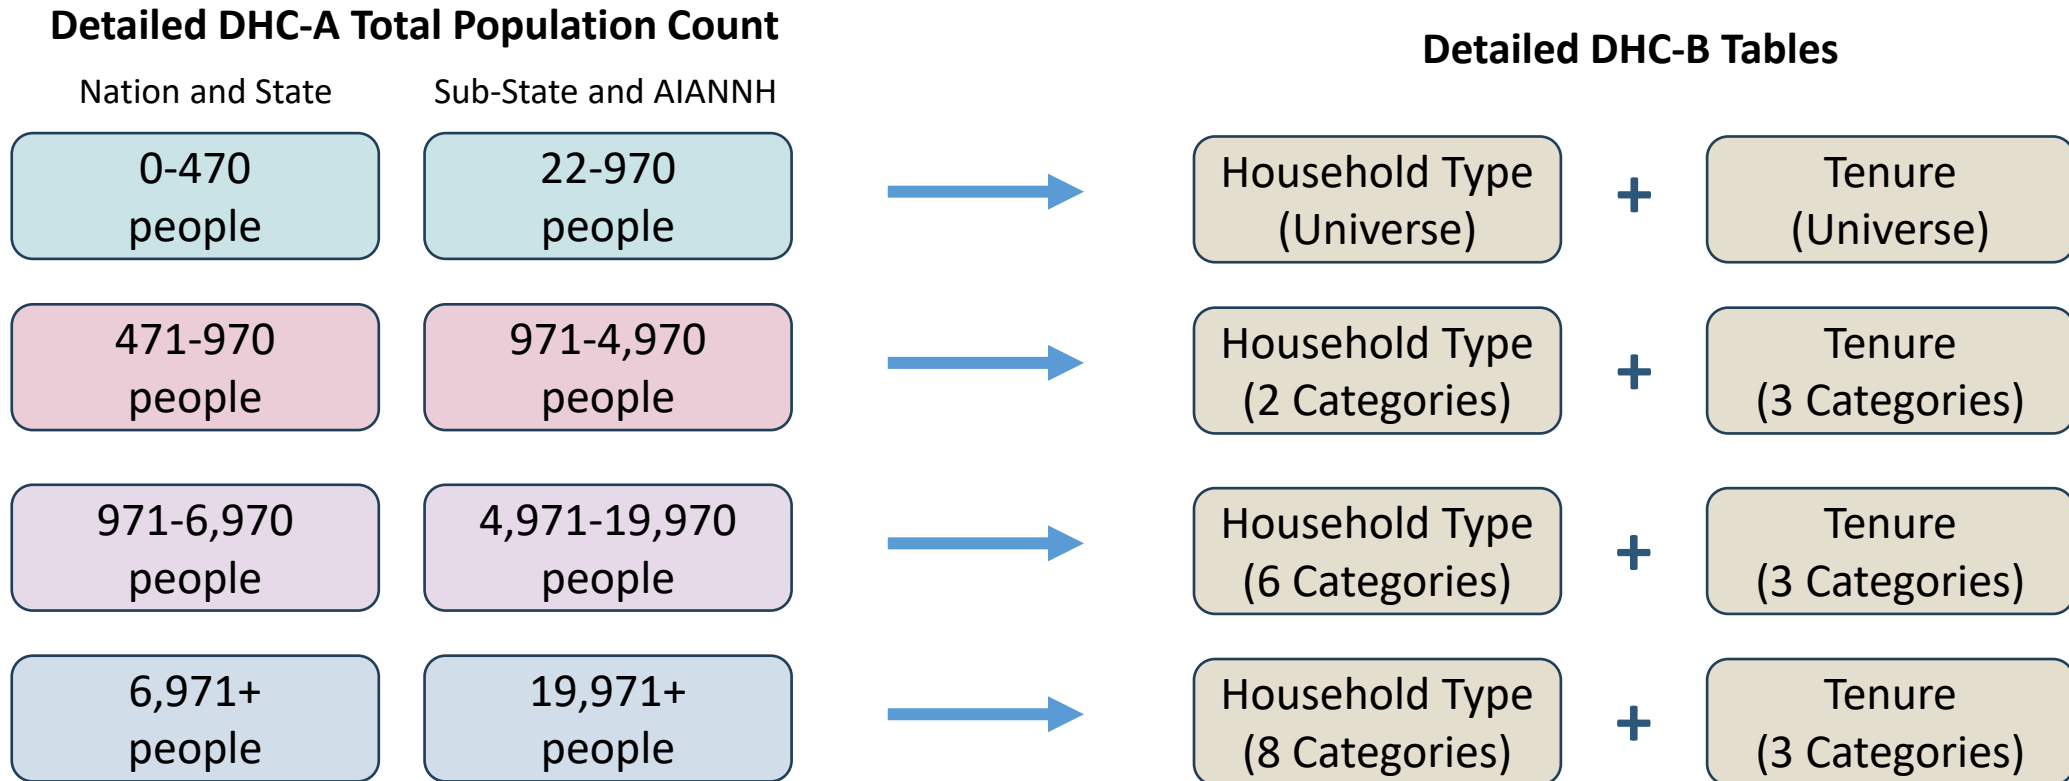 Detailed DHC-A Total Population Count
Detailed DHC-B Tables
Nation and State
Sub-State and AIANNH
0-470
people
22-970
people
Household Type
(Universe)
+
Tenure
(Universe)
471-970
people
971-4,970
people
Household Type
(2 Categories)
+
Tenure
(3 Categories)
971-6,970
people
4,971-19,970
people
Household Type
(6 Categories)
+
Tenure
(3 Categories)
6,971+
people
19,971+
people
Household Type
(8 Categories)
+
Tenure
(3 Categories)